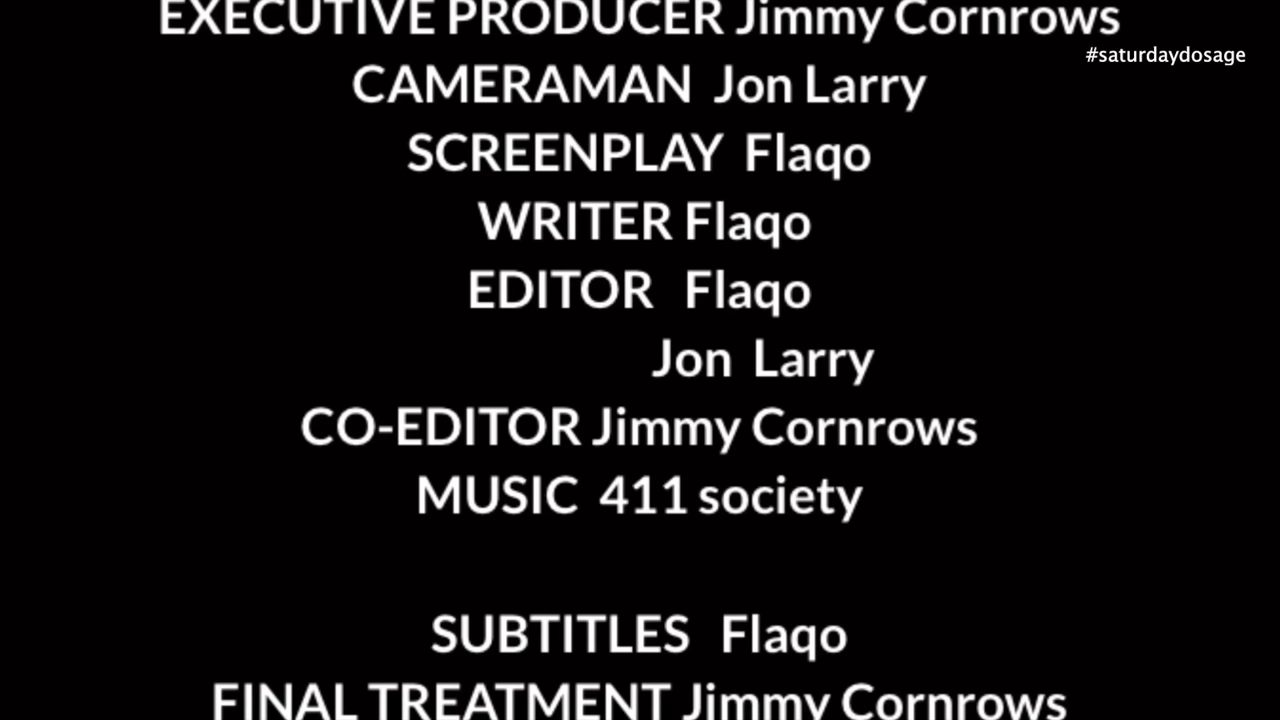 EXECUTIVE PRODUCER Jimmy Cornrows
#saturdaydosage
CAMERAMAN Jon Larry
SCREENPLAY Flaqo
WRITER Flaqo
EDITOR Flaqo
Jon Larry
CO-EDITOR Jimmy Cornrows
MUSIC 411 society
SUBTITLES Flaqo
FINAL TREATMENT Jimmy Cornrows